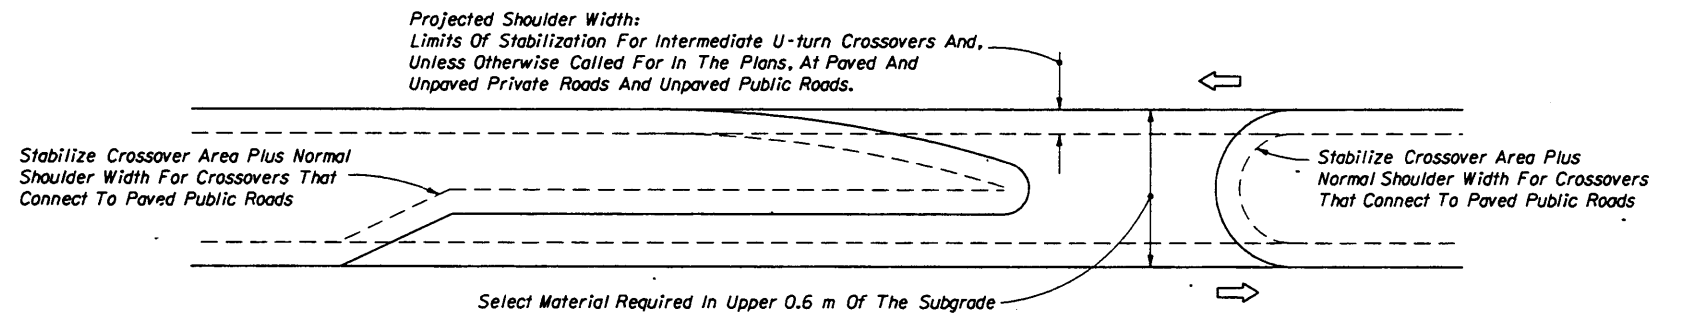 Projected Shoulder Width:
Limits Of Stabilization For Intermediate U-turn Crossovers And,
Unless Otherwise Called For In The Plans, At Paved And
Unpaved Private Roads And Unpaved Public Roads.
Stabilize Crossover Area Plus Normal
Shoulder Width For Crossovers That
Connect To Paved Public Roads
Stabilize Crossover Area Plus
Normal Shoulder Width For Crossovers
That Connect To Paved Public Roads
Select Material Required In Upper 0.6 m Of The Subgrade